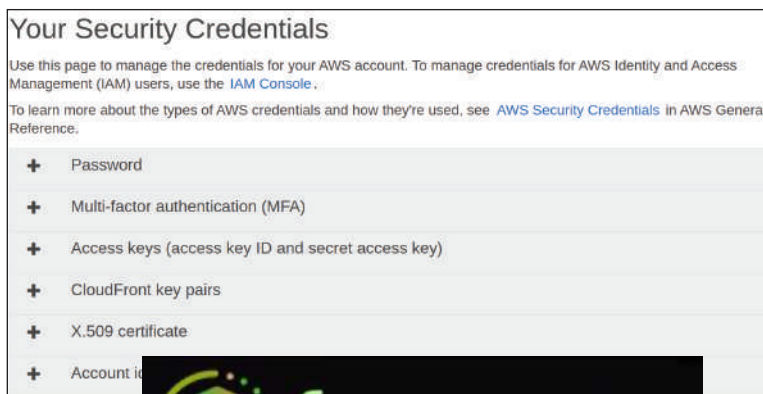 Your Security Credentials
Use this page to manage the credentials for your AWS account. To manage credentials for AWS Identity and Access
Management (IAM) users, use the IAM Console.
To learn more about the types of AWS credentials and how they're used, see AWS Security Credentials in AWS Genera
Reference.
Password
Multi-factor authentication (MFA)
Access keys (access key ID and secret access key)
CloudFront key pairs
X.509 certificate
Account